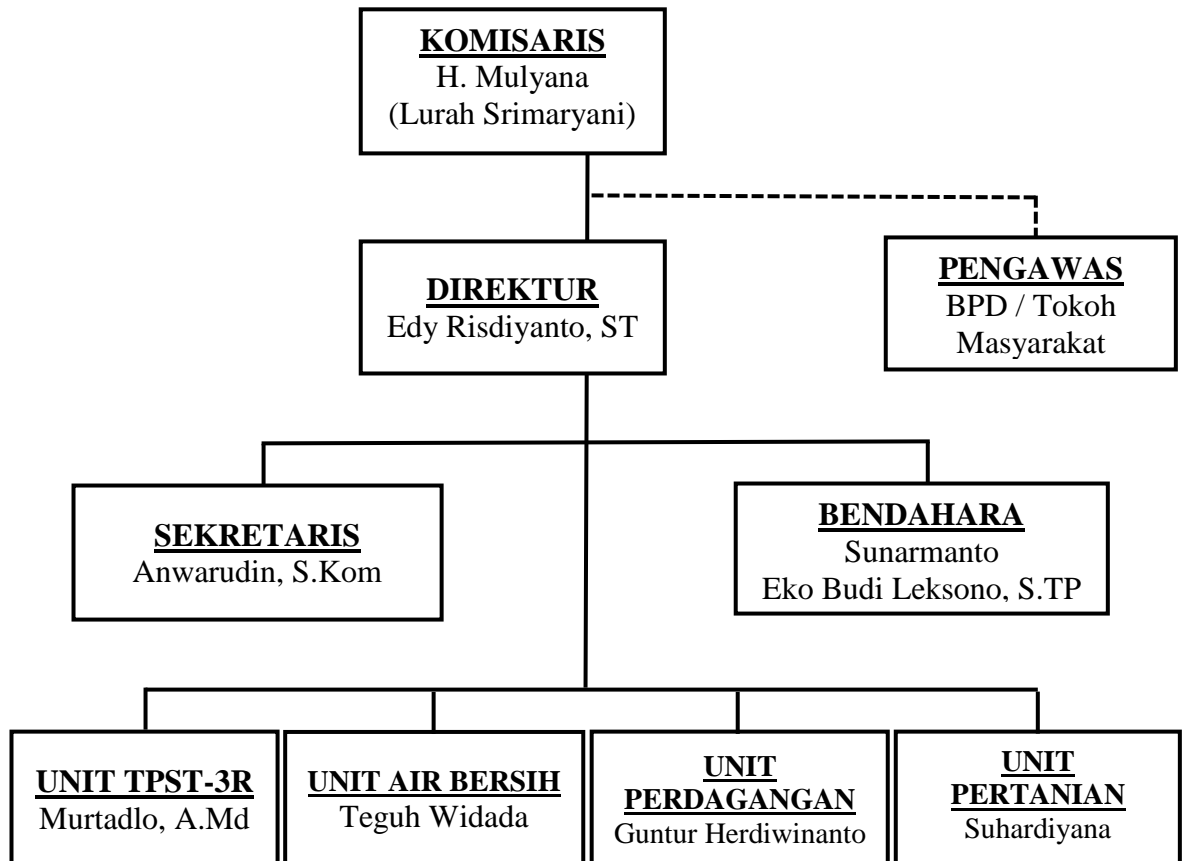 KOMISARIS
H. Mulyana
(Lurah Srimaryani)
DIREKTUR
Edy Risdiyanto, ST
PENGAWAS
BPD / Tokoh
Masyarakat
SEKRETARIS
Anwarudin, S.Kom
BENDAHARA
Sunarmanto
Eko Budi Leksono, S.TP
UNIT TPST-3R
Murtadlo, A.Md
UNIT AIR BERSIH
Teguh Widada
UNIT
PERDAGANGAN
Guntur Herdiwinanto
UNIT
PERTANIAN
Suhardiyana